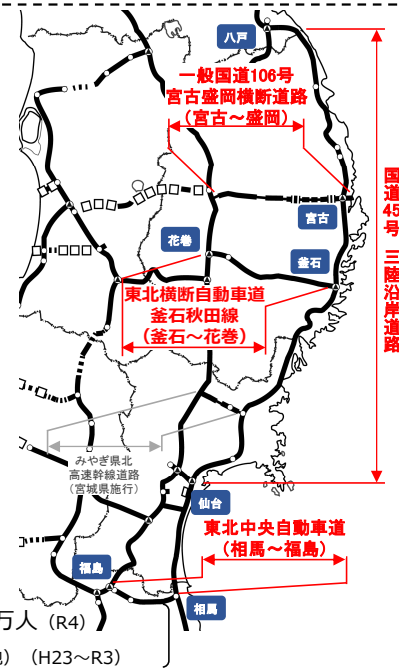 八戸
一般国道106号
宮古盛岡横断道路
（宮古～盛岡）
国道45号 三陸沿岸道路
宮古
花巻
釜石
東北横断自動車道
釜石秋田線
（釜石～花巻）
みやぎ県北
高速幹線道路
（宮城県施行）
仙台
東北中央自動車道
（相馬～福島）
福島
相馬
万人（R4）
）（H23～R3）